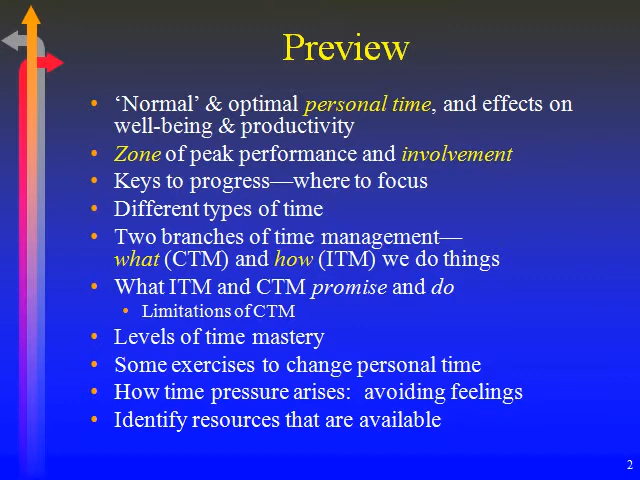 Preview
• ‘Normal’ & optimal personal time, and effects on
well-being & productivity
• Zone of peak performance and involvement
• Keys to progress—where to focus
• Different types of time
• Two branches of time management—
what (CTM) and how (ITM) we do things
• What ITM and CTM promise and do
• Limitations of CTM
• Levels of time mastery
• Some exercises to change personal time
• How time pressure arises:  avoiding feelings
• Identify resources that are available
2